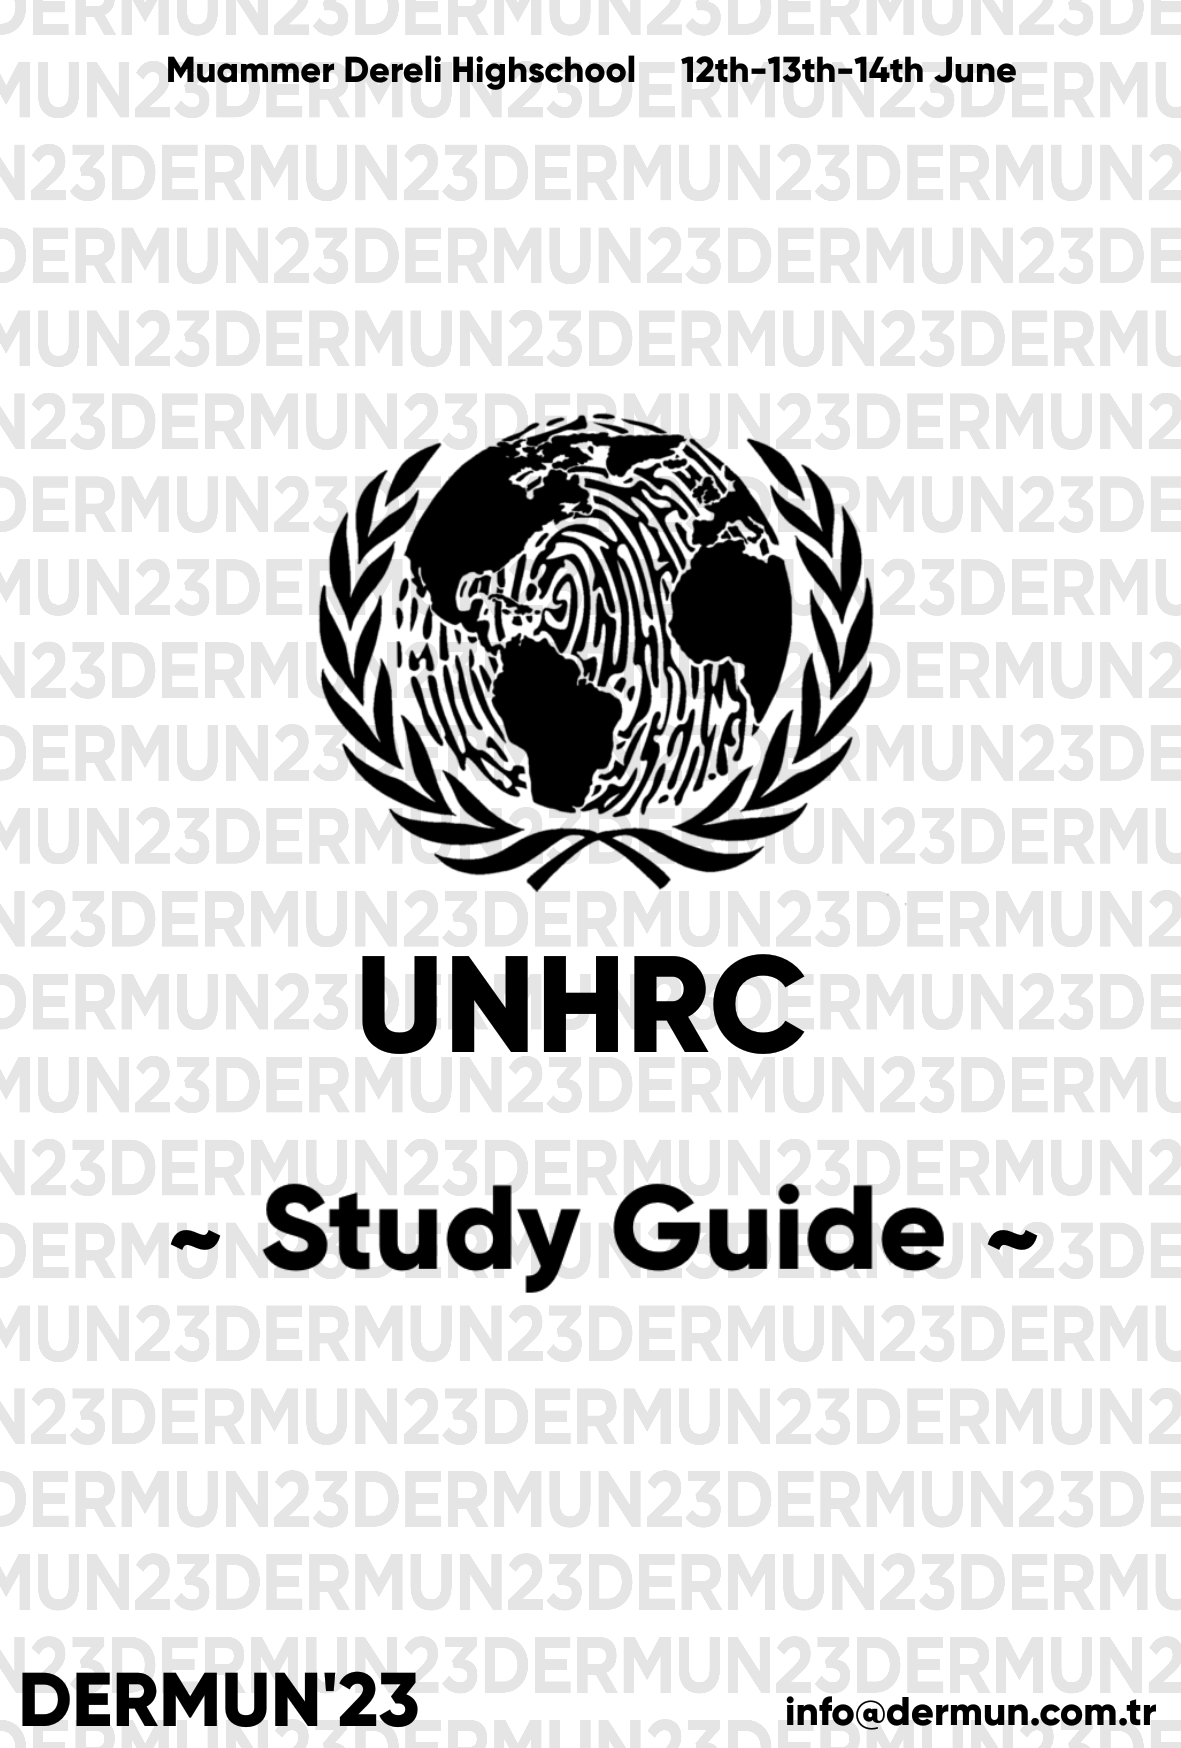 Muammer Dereli Highschool 12th-13th-14th June
UNHRC
~ Study Guide ~
DERMUN'23
info@dermun.com.tr